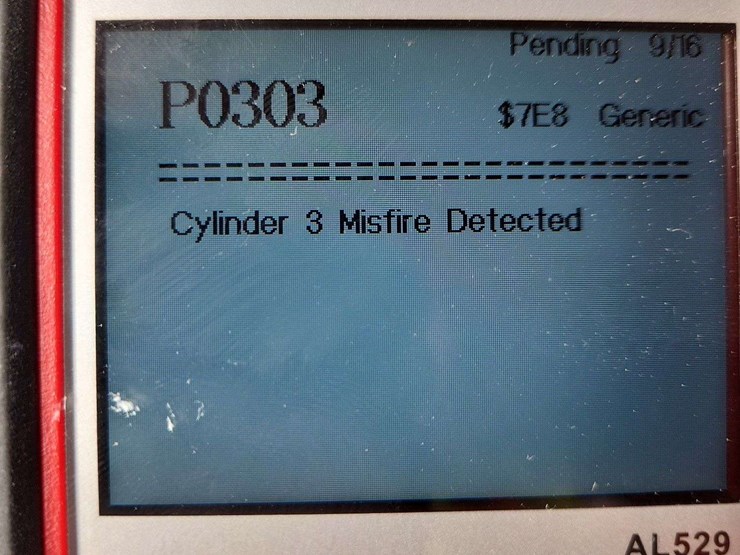 Pending 9/16
P0303 $7E8 Generic
==============================
Cylinder 3 Misfire Detected
AL529